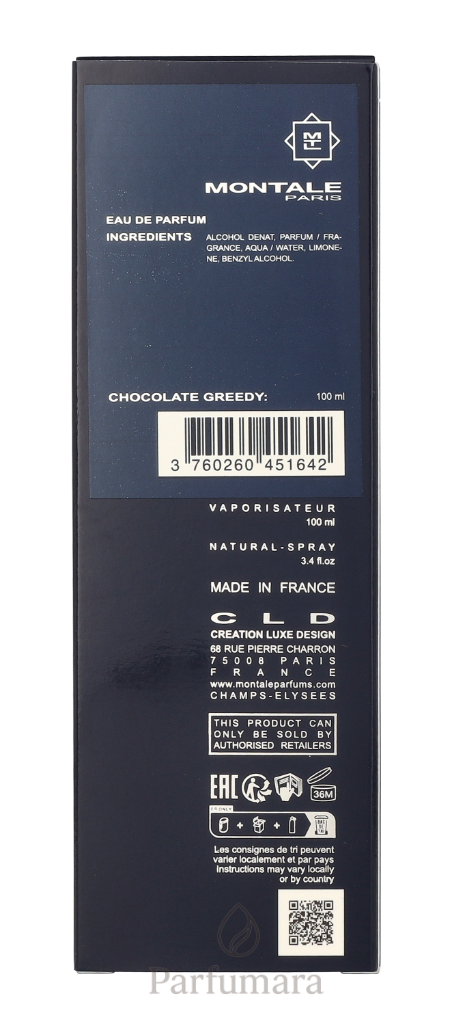 MTL
MONTALE
PARIS
EAU DE PARFUM
INGREDIENTS
ALCOHOL DENAT, PARFUM / FRA-
GRANCE, AQUA / WATER, LIMONE-
NE, BENZYL ALCOHOL.
CHOCOLATE GREEDY:
100 ml
3 760260 451642
VAPORISATEUR
100 ml
NATURAL-SPRAY
3.4 fl.oz
MADE IN FRANCE
CLD
CREATION LUXE DESIGN
68 RUE PIERRE CHARRON
75008 PARIS
FRANCE
www.montaleparfums.com
CHAMPS-ELYSEES
THIS PRODUCT CAN
ONLY BE SOLD BY
AUTHORISED RETAILERS
EAC
36M
Les consignes de tri peuvent
varier localement et par pays
Instructions may vary locally
or by country
Parfumara